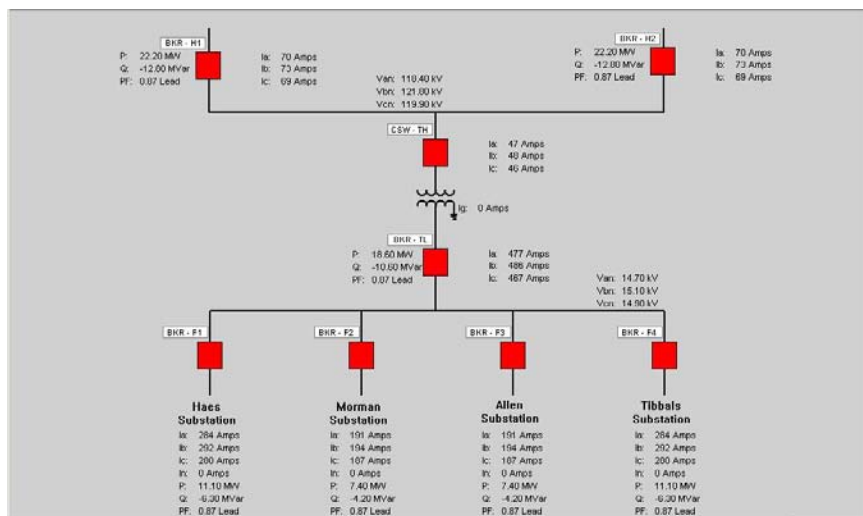 BKR - H1
P: 22.20 MW
Q: -12.00 MVar
PF: 0.87 Lead
Ia: 70 Amps
Ib: 73 Amps
Ic: 69 Amps
Van: 118.40 kV
Vbn: 121.80 kV
Vcn: 119.90 kV
BKR - H2
P: 22.20 MW
Q: -12.00 MVar
PF: 0.87 Lead
Ia: 70 Amps
Ib: 73 Amps
Ic: 69 Amps
CSW - TH
Ia: 47 Amps
Ib: 48 Amps
Ic: 46 Amps
Ig: 0 Amps
BKR - TL
P: 18.60 MW
Q: -10.60 MVar
PF: 0.87 Lead
Ia: 477 Amps
Ib: 486 Amps
Ic: 467 Amps
Van: 14.70 kV
Vbn: 15.10 kV
Vcn: 14.90 kV
BKR - F1
BKR - F2
BKR - F3
BKR - F4
Haes
Substation
Ia: 284 Amps
Ib: 292 Amps
Ic: 280 Amps
In: 0 Amps
P: 11.10 MW
Q: -6.30 MVar
PF: 0.87 Lead
Morman
Substation
Ia: 191 Amps
Ib: 194 Amps
Ic: 187 Amps
In: 0 Amps
P: 7.40 MW
Q: -4.20 MVar
PF: 0.87 Lead
Allen
Substation
Ia: 191 Amps
Ib: 194 Amps
Ic: 187 Amps
In: 0 Amps
P: 7.40 MW
Q: -4.20 MVar
PF: 0.87 Lead
Tibbals
Substation
Ia: 284 Amps
Ib: 292 Amps
Ic: 280 Amps
In: 0 Amps
P: 11.10 MW
Q: -6.30 MVar
PF: 0.87 Lead